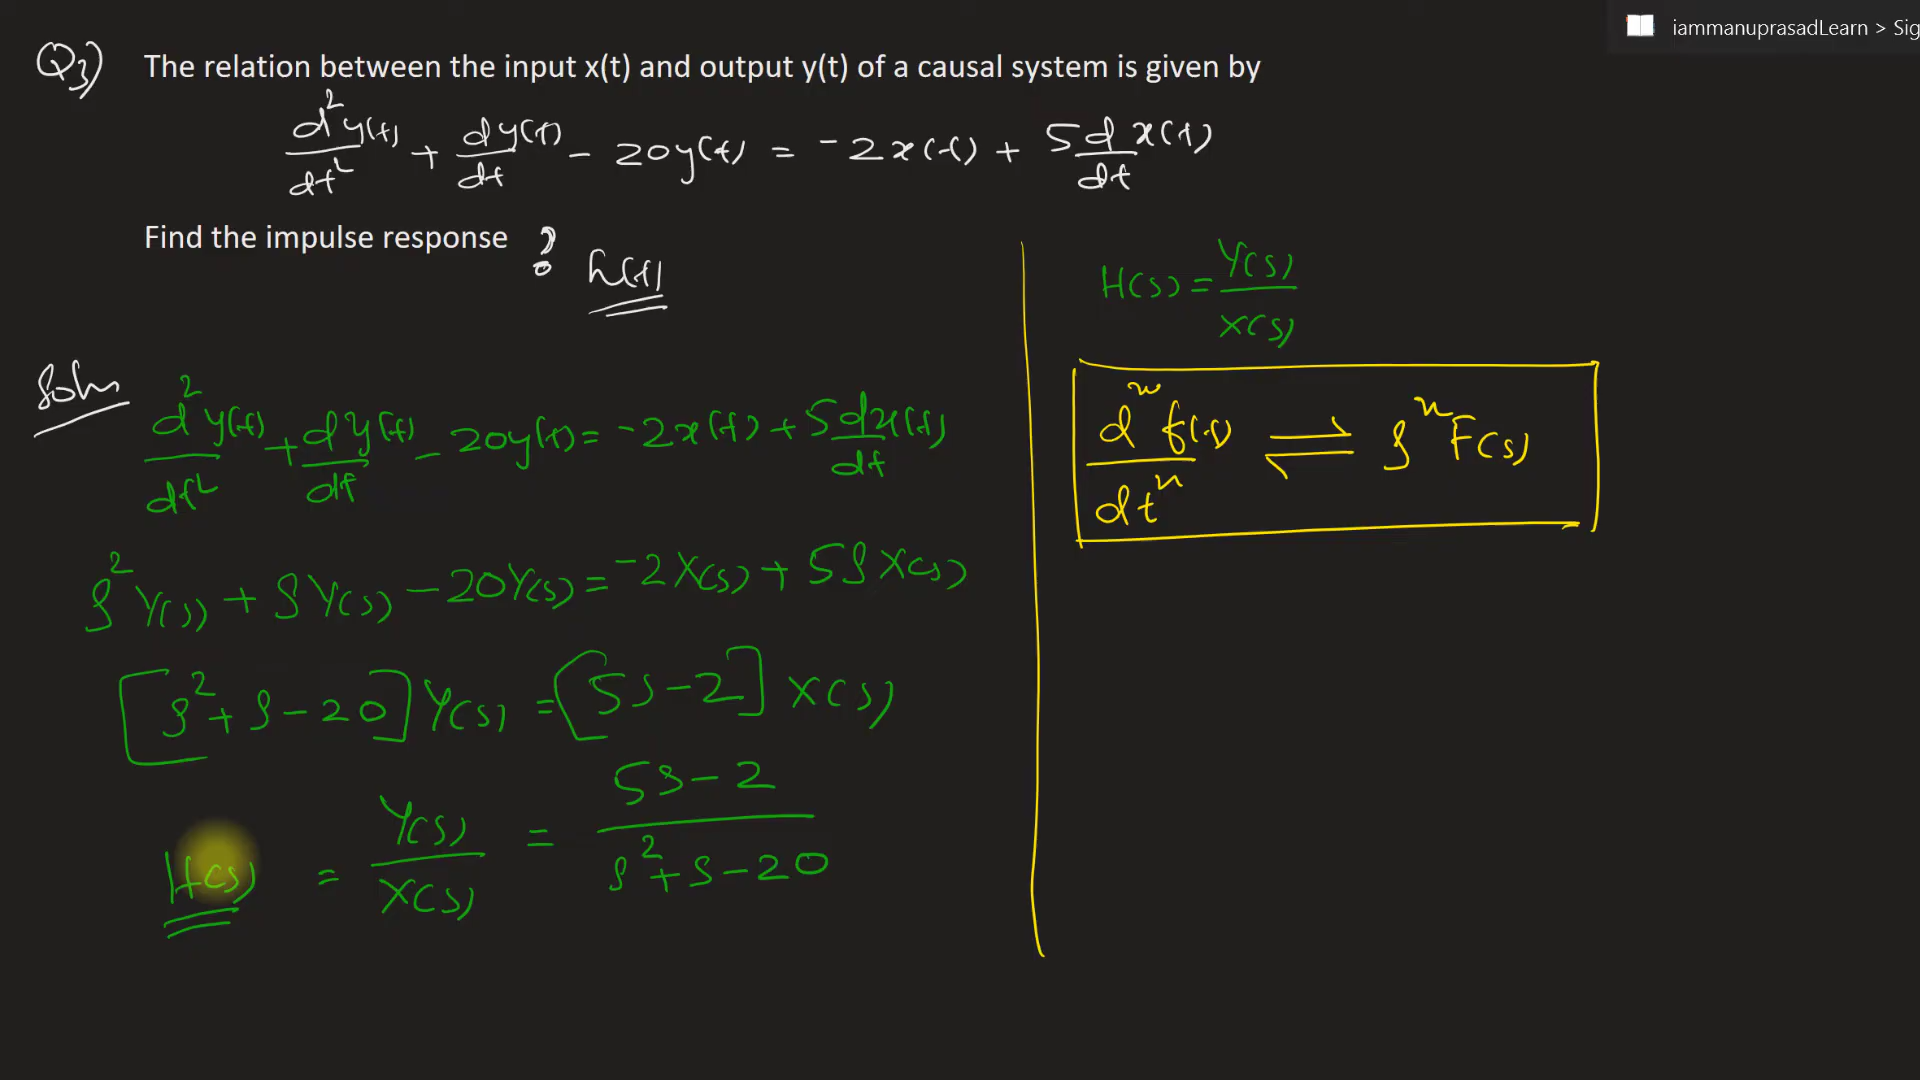 iammanuprasadLearn > Sig
Q3) The relation between the input x(t) and output y(t) of a causal system is given by
d²y(t)/dt² + dy(t)/dt - 20y(t) = -2x(t) + 5 d x(t)/dt
Find the impulse response ? h(t)
H(s) = Y(s)/X(s)
Soln
d²y(t)/dt² + dy(t)/dt - 20y(t) = -2x(t) + 5 dx(t)/dt
dⁿ f(t)/dtⁿ ⇌ sⁿ F(s)
s²Y(s) + sY(s) - 20Y(s) = -2X(s) + 5sX(s)
[s² + s - 20] Y(s) = [5s - 2] X(s)
H(s) = Y(s)/X(s) = 5s - 2/s² + s - 20